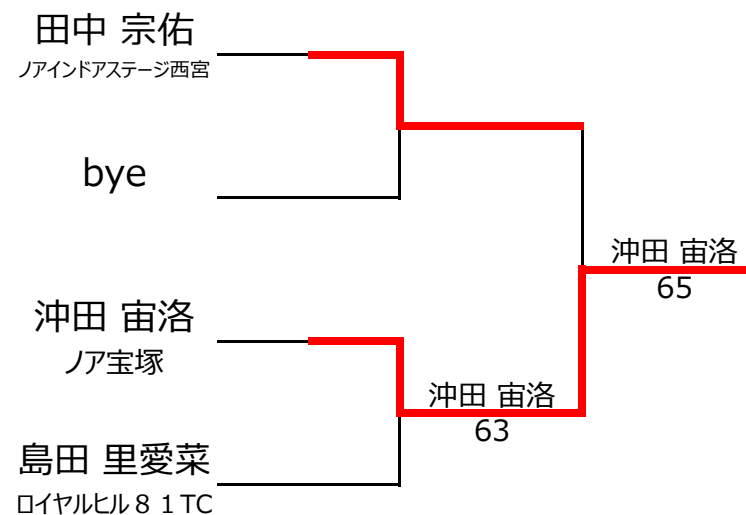 田中 宗佑
ノアインドアステージ西宮
bye
沖田 宙洛
65
沖田 宙洛
ノア宝塚
沖田 宙洛
63
島田 里愛菜
ロイヤルヒル８１TC